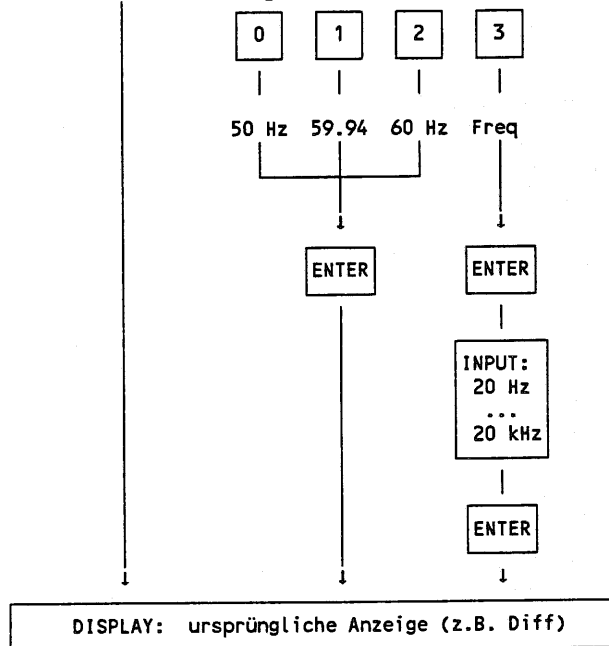 0 1 2 3
50 Hz 59.94 60 Hz Freq
ENTER ENTER
INPUT:
20 Hz
...
20 kHz
ENTER
DISPLAY: ursprüngliche Anzeige (z.B. Diff)